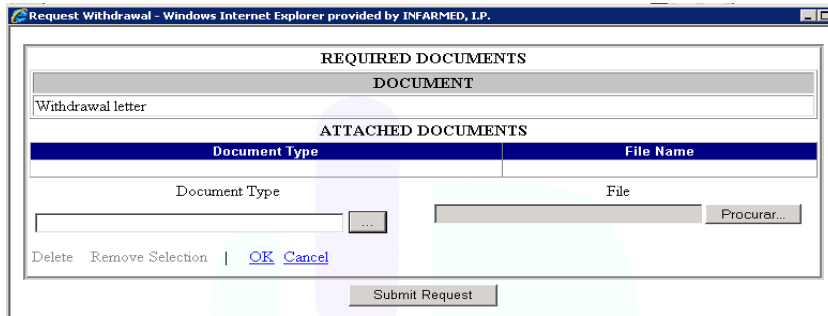 Request Withdrawal - Windows Internet Explorer provided by INFARMED, I.P.
REQUIRED DOCUMENTS
DOCUMENT
Withdrawal letter
ATTACHED DOCUMENTS
Document Type File Name
Document Type File
... Procurar...
Delete Remove Selection | OK Cancel
Submit Request